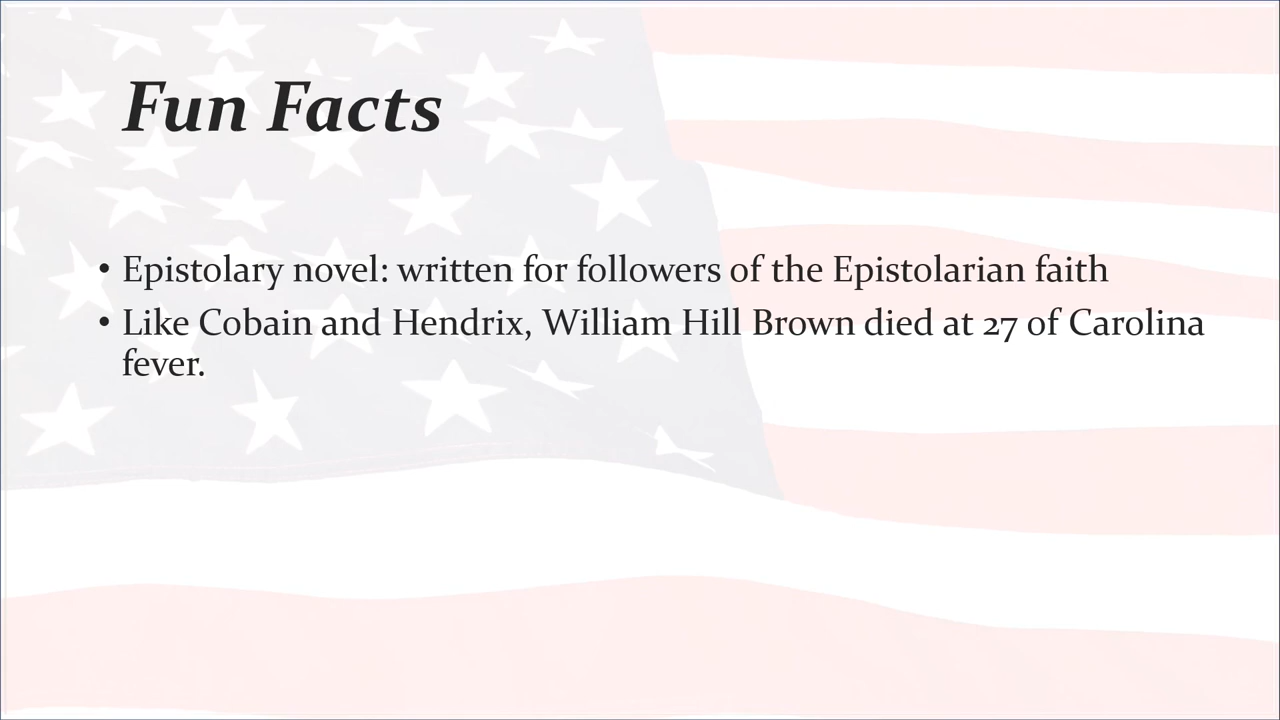 Fun Facts
• Epistolary novel: written for followers of the Epistolarian faith
• Like Cobain and Hendrix, William Hill Brown died at 27 of Carolina
fever.